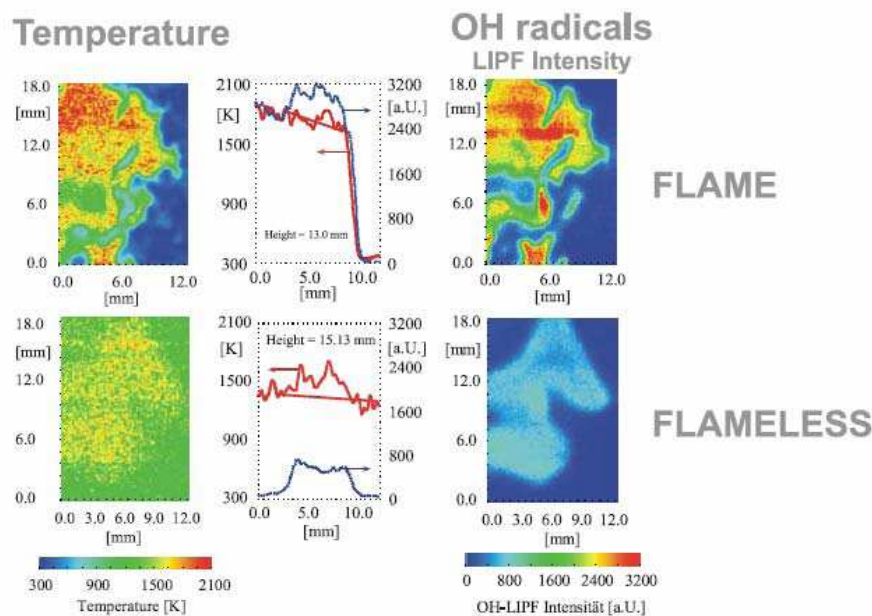 Temperature
OH radicals
LIPF Intensity
18.0
[mm]
12.0
6.0
0.0
0.0 6.0 12.0
[mm]
2100
[K]
1500
900
300
3200
[a.U.]
2400
1600
800
0
Height = 13.0 mm
0.0 5.0 10.0
[mm]
18.0
[mm]
12.0
6.0
0.0
0.0 6.0 12.0
[mm]
FLAME
18.0
[mm]
12.0
6.0
0.0
0.0 3.0 6.0 9.0 12.0
[mm]
2100
[K]
1500
900
300
3200
[a.U.]
2400
1600
800
0
Height = 15.13 mm
0.0 5.0 10.0
[mm]
18.0
[mm]
12.0
6.0
0.0
0.0 3.0 6.0 9.0 12.0
[mm]
FLAMELESS
300 900 1500 2100
Temperature [K]
0 800 1600 2400 3200
OH-LIPF Intensität [a.U.]